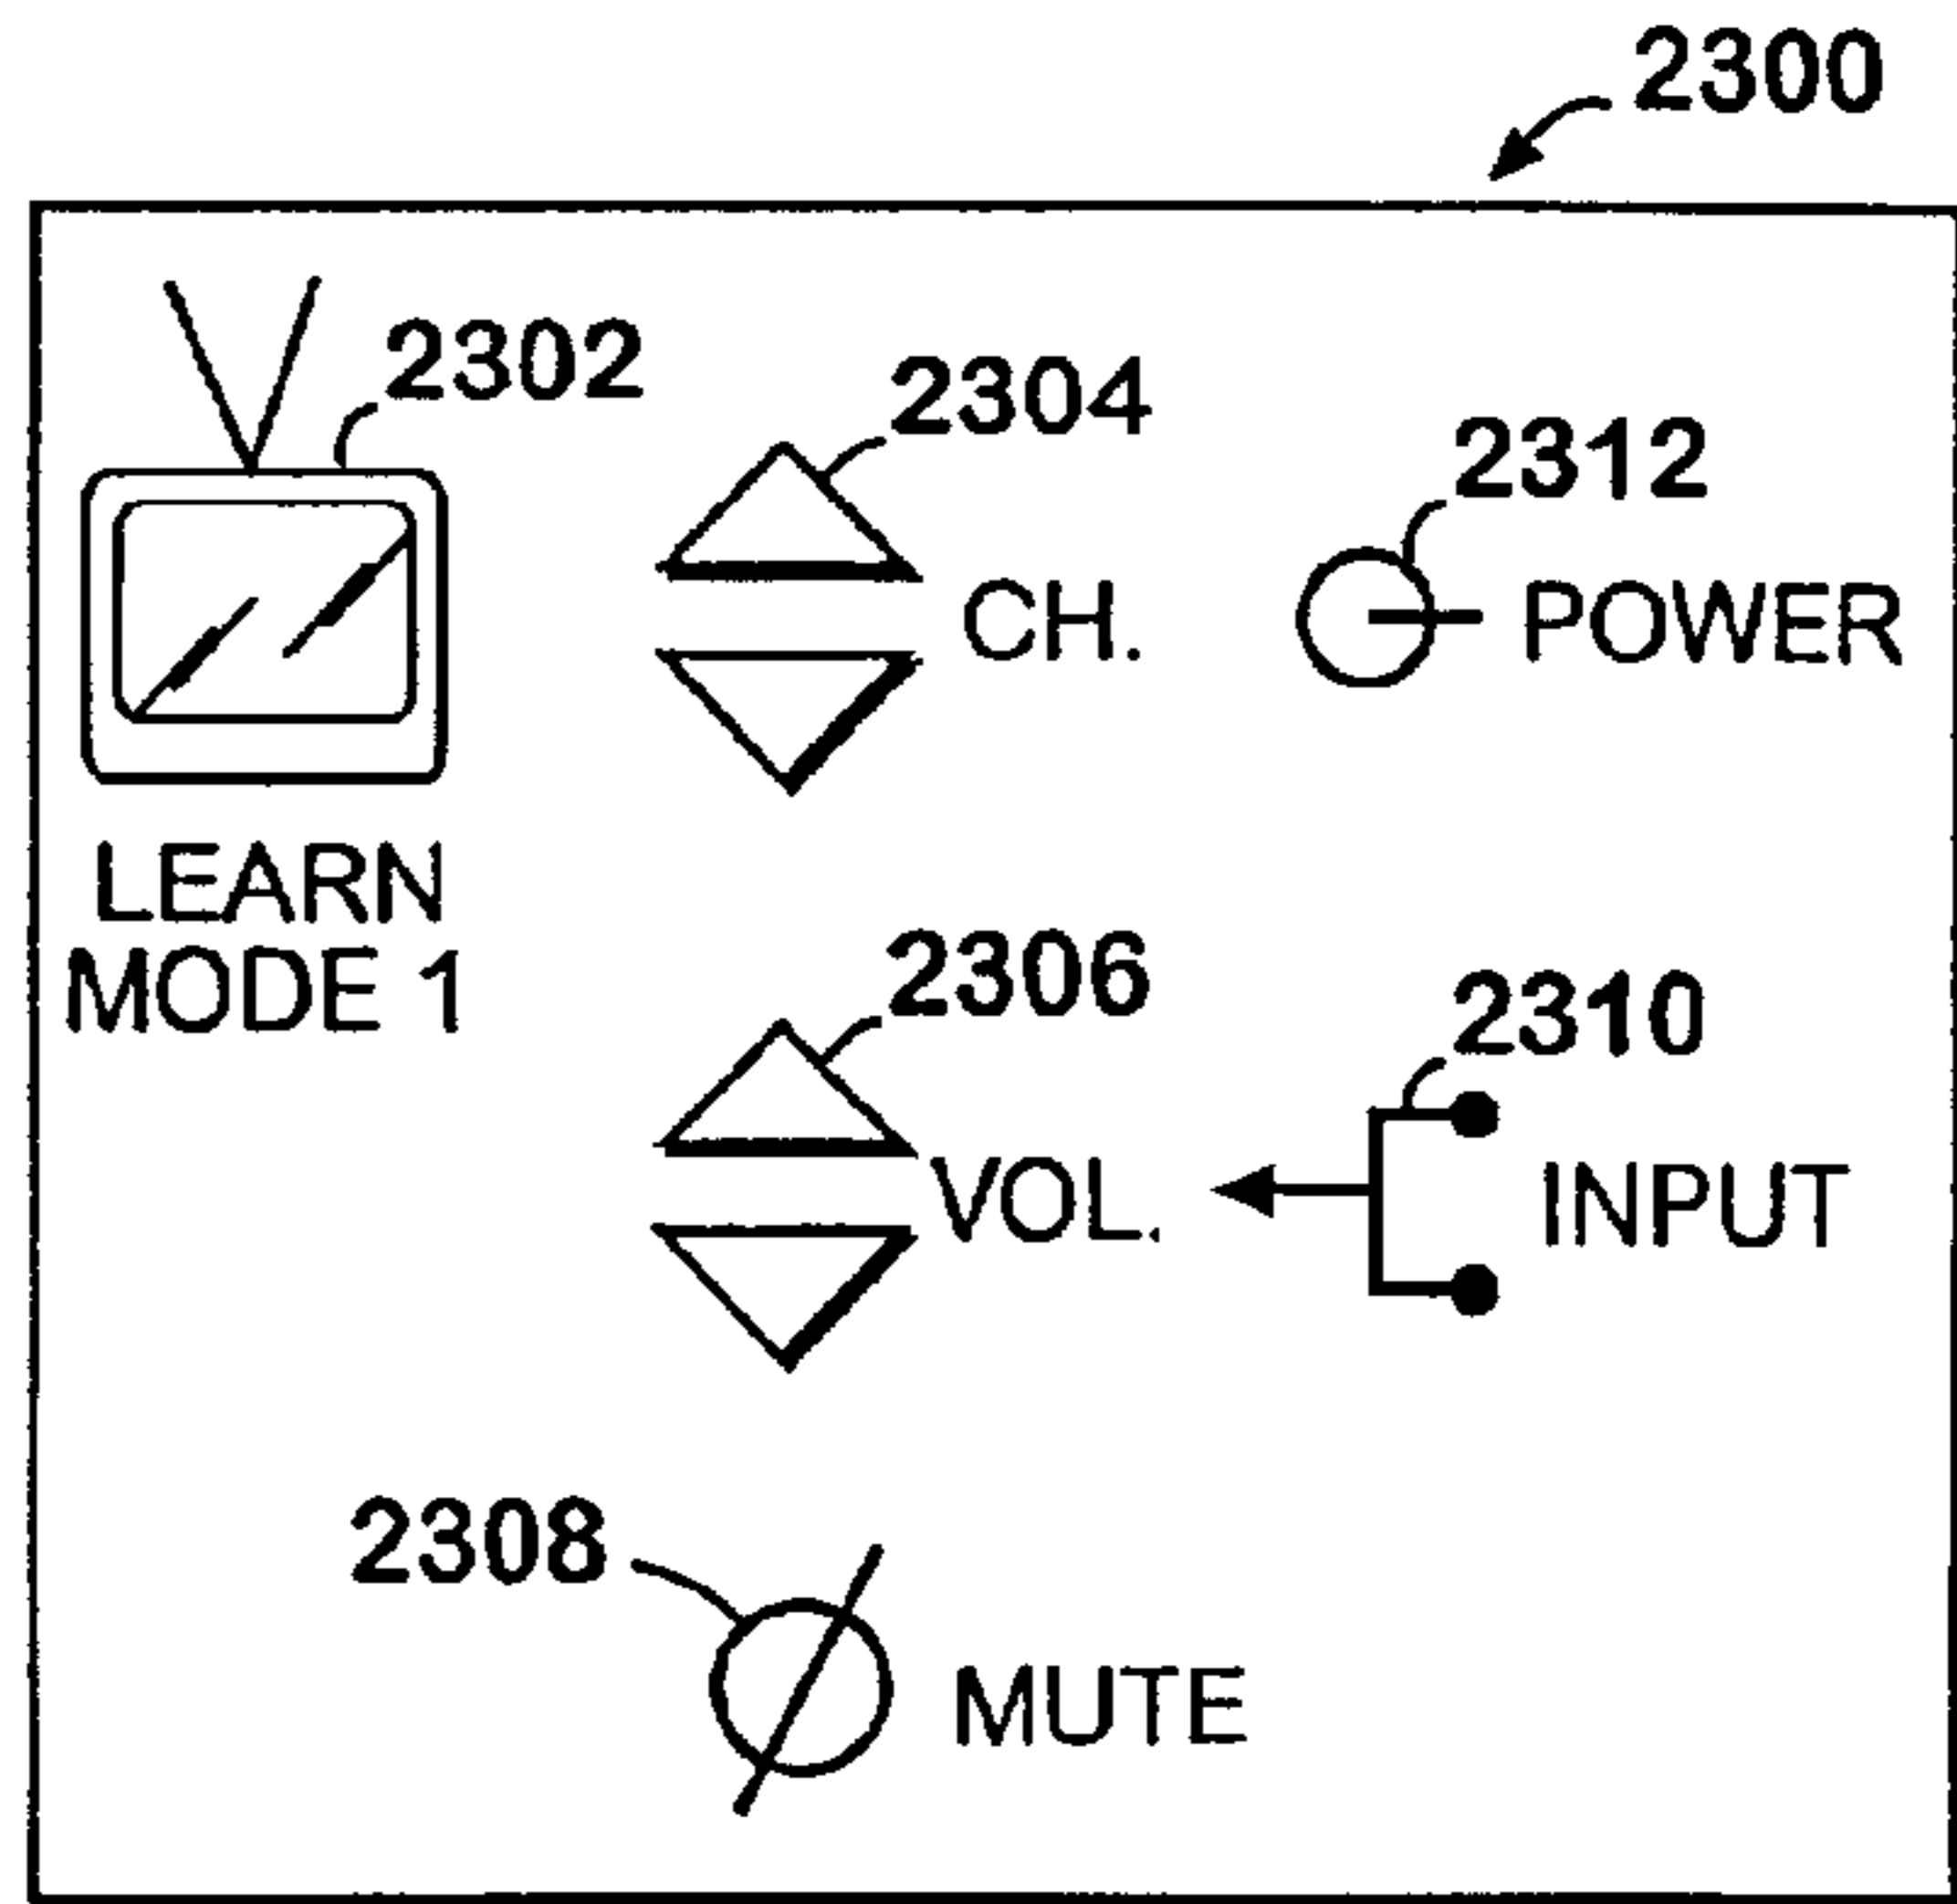 2300
2302
2304
2312
CH.
POWER
LEARN
MODE 1
2306
2310
VOL.
INPUT
2308
MUTE